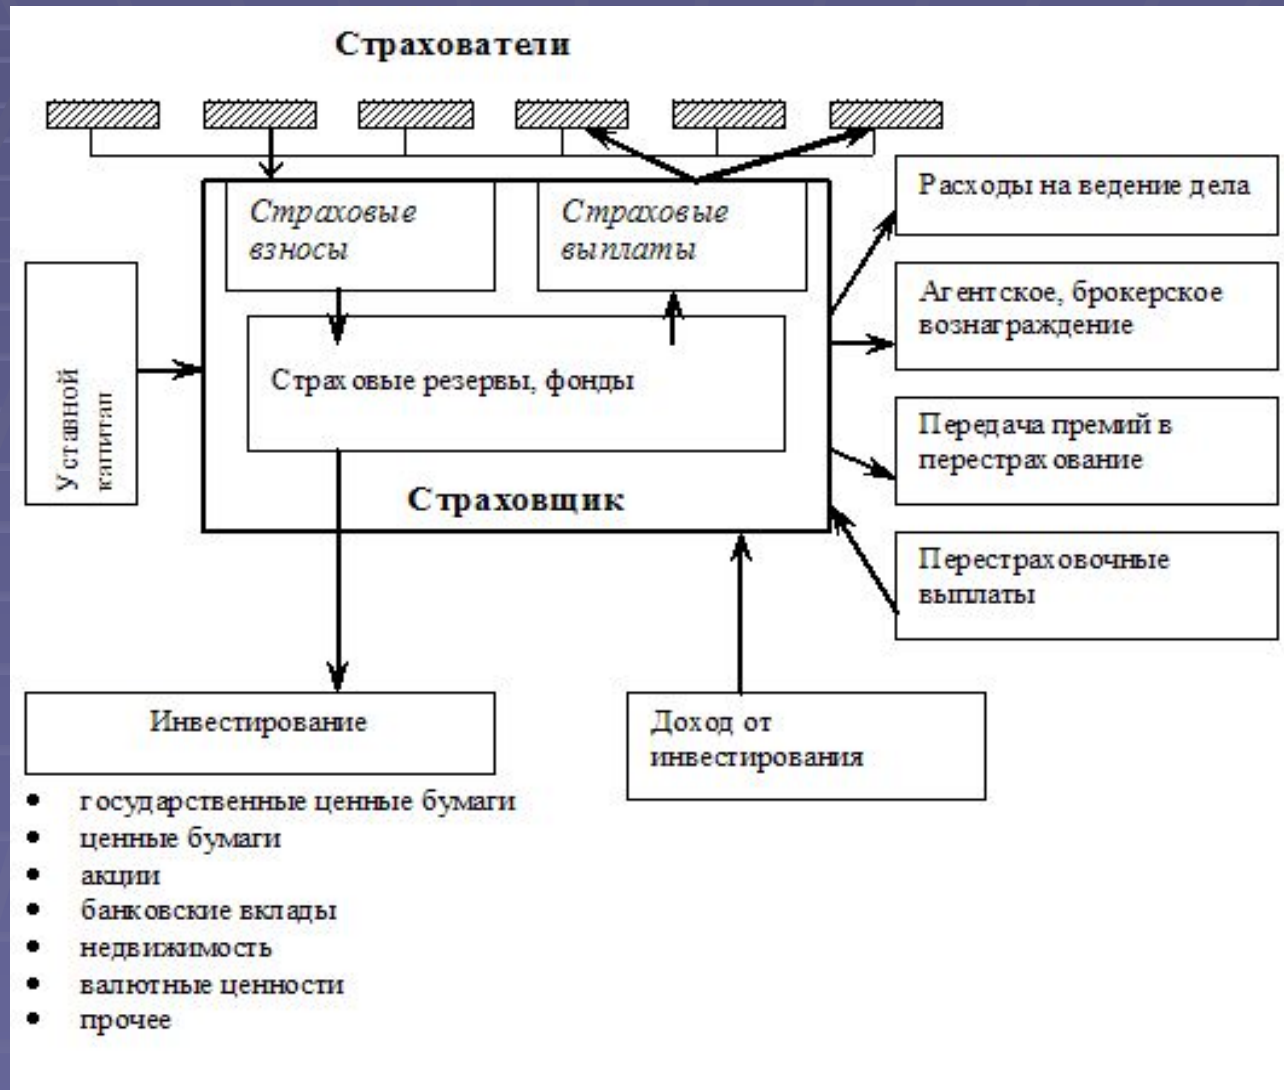 Страхователи
Страховые
взносы
Страховые
выплаты
Расходы на ведение дела
Агентское, брокерское
вознаграждение
Уставной
капитал
Страховые резервы, фонды
Передача премий в
перестрахование
Страховщик
Перестраховочные
выплаты
Инвестирование
Доход от
инвестирования
• государственные ценные бумаги
• ценные бумаги
• акции
• банковские вклады
• недвижимость
• валютные ценности
• прочее